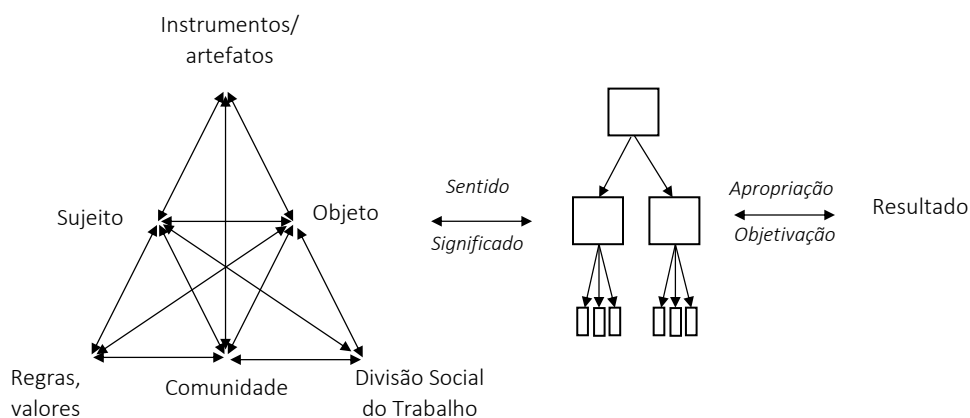 Instrumentos/
artefatos
Sujeito
Objeto
Sentido
Significado
Apropriação
Objetivação
Resultado
Regras,
valores
Comunidade
Divisão Social
do Trabalho